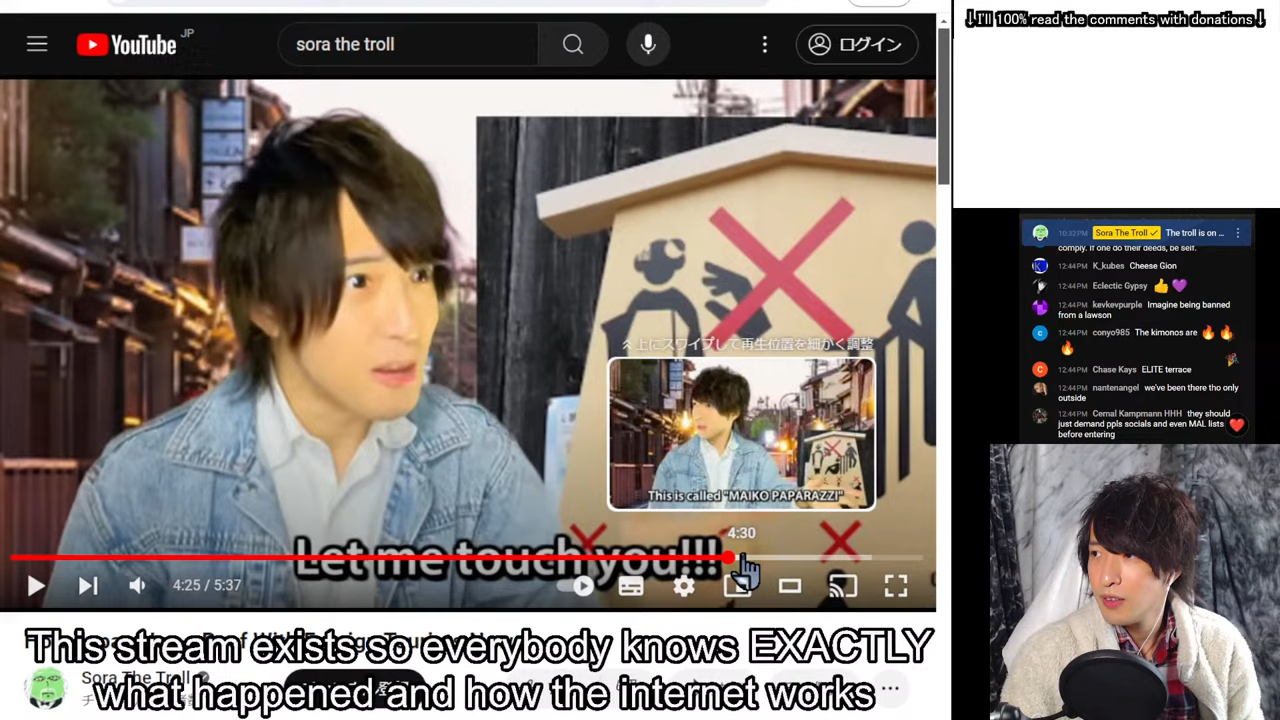 ↓I'll 100% read the comments with donations↓
YouTube JP
sora the troll
ログイン
上にスワイプして再生位置を細かく調整
This is called "MAIKO PAPARAZZI"
4:30
Let me touch you!!!
4:25 / 5:37
This stream exists so everybody knows EXACTLY
what happened and how the internet works
Sora The Troll
10:32PM Sora The Troll The troll is on ...
comply. If one do their deeds, be self.
12:44PM K_kubes Cheese Gion
12:44PM Eclectic Gypsy 👍💜
12:44PM kevkevpurple Imagine being banned
from a lawson
12:44PM conyo985 The kimonos are 🔥🔥
🔥
12:44PM Chase Kays ELITE terrace
12:44PM nantenangel we've been there tho only
outside
12:44PM Cemal Kampmann HHH they should
just demand ppls socials and even MAL lists
before entering